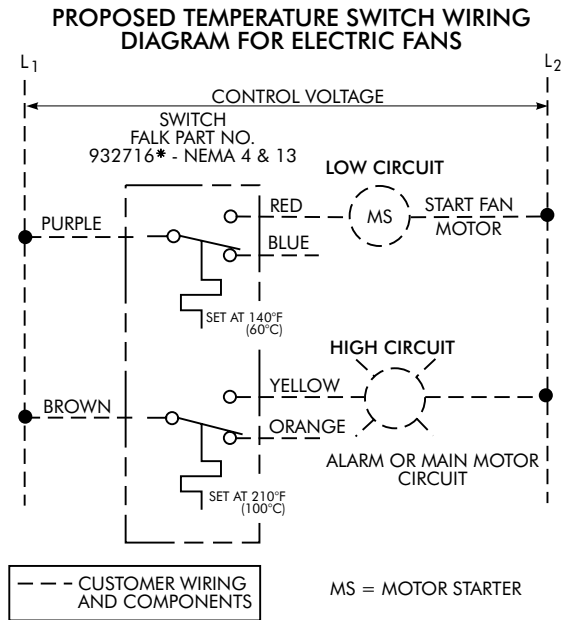 PROPOSED TEMPERATURE SWITCH WIRING
DIAGRAM FOR ELECTRIC FANS
L1
L2
CONTROL VOLTAGE
SWITCH
FALK PART NO.
932716* - NEMA 4 & 13
LOW CIRCUIT
RED
MS
START FAN
MOTOR
PURPLE
BLUE
SET AT 140°F
(60°C)
HIGH CIRCUIT
YELLOW
BROWN
ORANGE
ALARM OR MAIN MOTOR
CIRCUIT
SET AT 210°F
(100°C)
CUSTOMER WIRING
AND COMPONENTS
MS = MOTOR STARTER